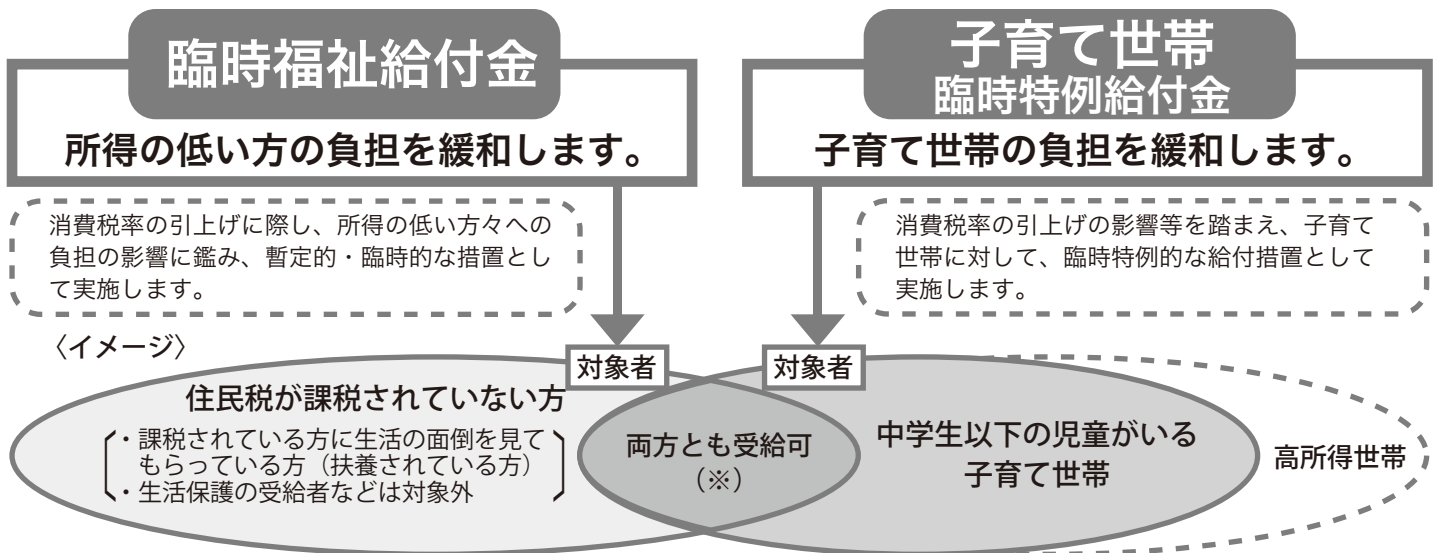 臨時福祉給付金
所得の低い方の負担を緩和します。
消費税率の引上げに際し、所得の低い方々への
負担の影響に鑑み、暫定的・臨時的な措置とし
て実施します。
子育て世帯
臨時特例給付金
子育て世帯の負担を緩和します。
消費税率の引上げの影響等を踏まえ、子育て
世帯に対して、臨時特例的な給付措置として
実施します。
〈イメージ〉
対象者
対象者
住民税が課税されていない方
・課税されている方に生活の面倒を見て
もらっている方（扶養されている方）
・生活保護の受給者などは対象外
両方とも受給可
（※）
中学生以下の児童がいる
子育て世帯
高所得世帯